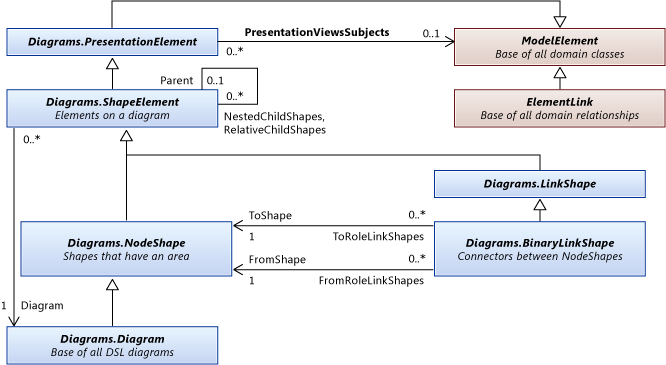 Diagrams.PresentationElement
PresentationViewsSubjects
0..*
0..1
ModelElement
Base of all domain classes
Parent
0..1
0..*
Diagrams.ShapeElement
Elements on a diagram
NestedChildShapes,
RelativeChildShapes
ElementLink
Base of all domain relationships
0..*
Diagrams.LinkShape
Diagrams.NodeShape
Shapes that have an area
ToShape
0..*
1
ToRoleLinkShapes
FromShape
0..*
1
FromRoleLinkShapes
Diagrams.BinaryLinkShape
Connectors between NodeShapes
1
Diagram
Diagrams.Diagram
Base of all DSL diagrams